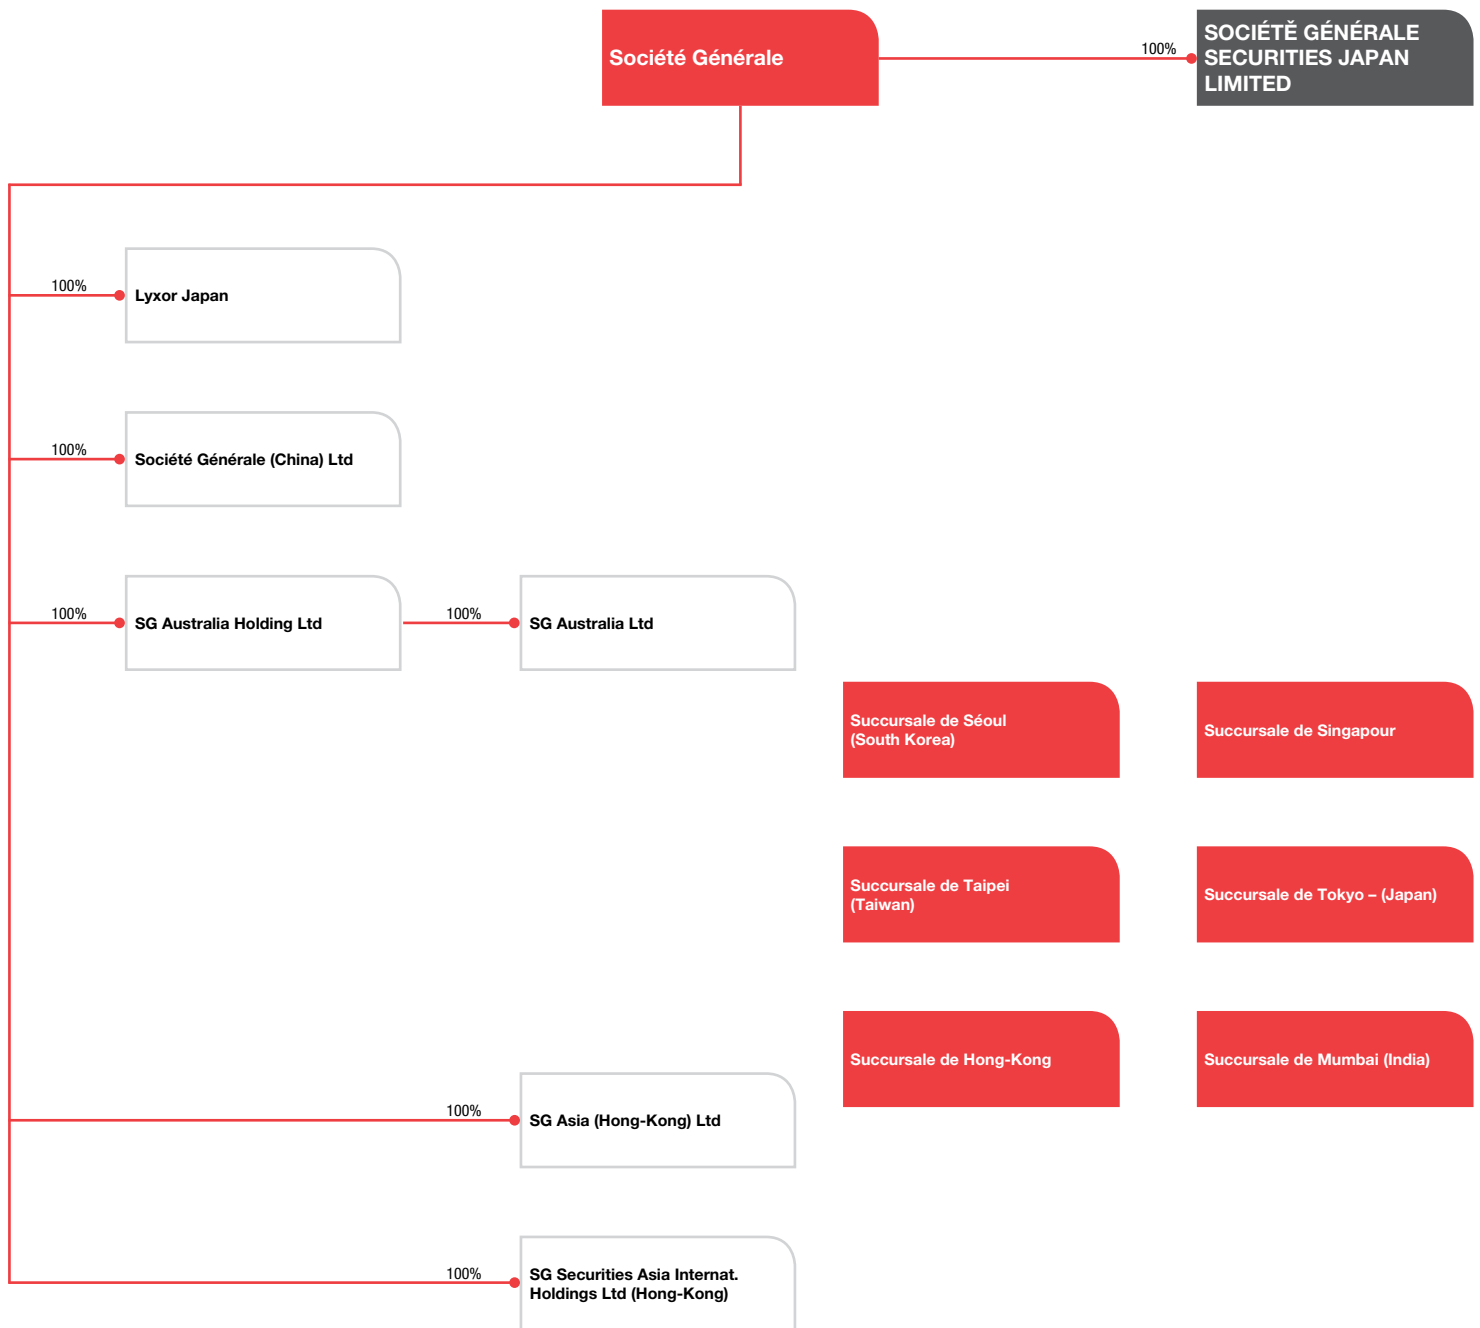 Société Générale
100%
SOCIÉTĚ GÉNÉRALE
SECURITIES JAPAN
LIMITED
100%
Lyxor Japan
100%
Société Générale (China) Ltd
100%
SG Australia Holding Ltd
100%
SG Australia Ltd
Succursale de Séoul
(South Korea)
Succursale de Singapour
Succursale de Taipei
(Taiwan)
Succursale de Tokyo – (Japan)
Succursale de Hong-Kong
Succursale de Mumbai (India)
100%
SG Asia (Hong-Kong) Ltd
100%
SG Securities Asia Internat.
Holdings Ltd (Hong-Kong)